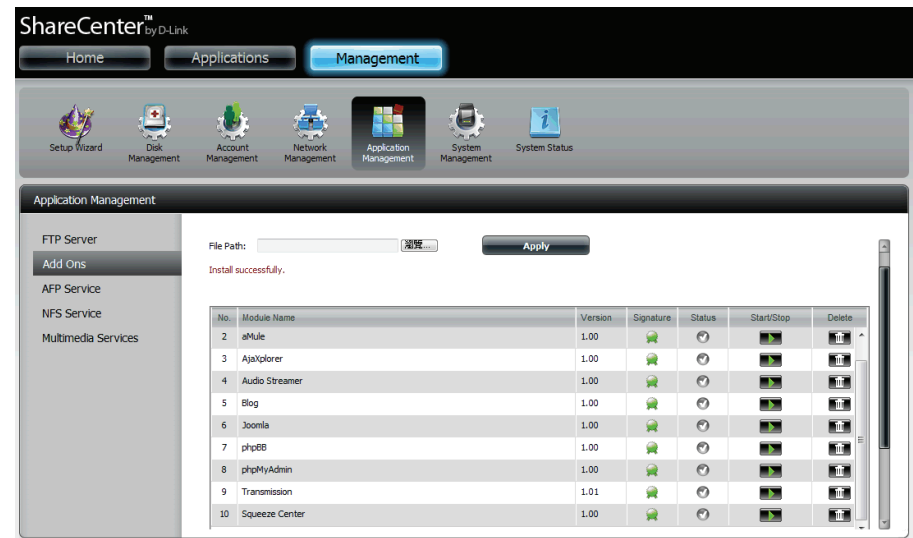 ShareCenter™ by D-Link
Home Applications Management
Setup Wizard
Disk Management
Account Management
Network Management
Application Management
System Management
System Status
Application Management
FTP Server
Add Ons
AFP Service
NFS Service
Multimedia Services
File Path: 瀏覽... Apply
Install successfully.
No. Module Name Version Signature Status Start/Stop Delete
2 aMule 1.00
3 AjaXplorer 1.00
4 Audio Streamer 1.00
5 Blog 1.00
6 Joomla 1.00
7 phpBB 1.00
8 phpMyAdmin 1.00
9 Transmission 1.01
10 Squeeze Center 1.00